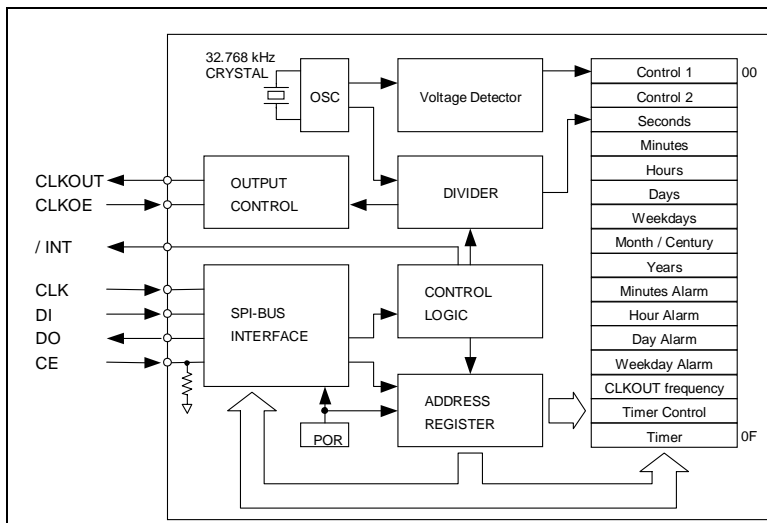 32.768 kHz
CRYSTAL
OSC
Voltage Detector
Control 1
00
Control 2
Seconds
Minutes
Hours
Days
Weekdays
Month / Century
Years
Minutes Alarm
Hour Alarm
Day Alarm
Weekday Alarm
CLKOUT frequency
Timer Control
Timer
0F
CLKOUT
CLKOE
OUTPUT
CONTROL
DIVIDER
/ INT
CLK
DI
DO
CE
SPI-BUS
INTERFACE
CONTROL
LOGIC
ADDRESS
REGISTER
POR